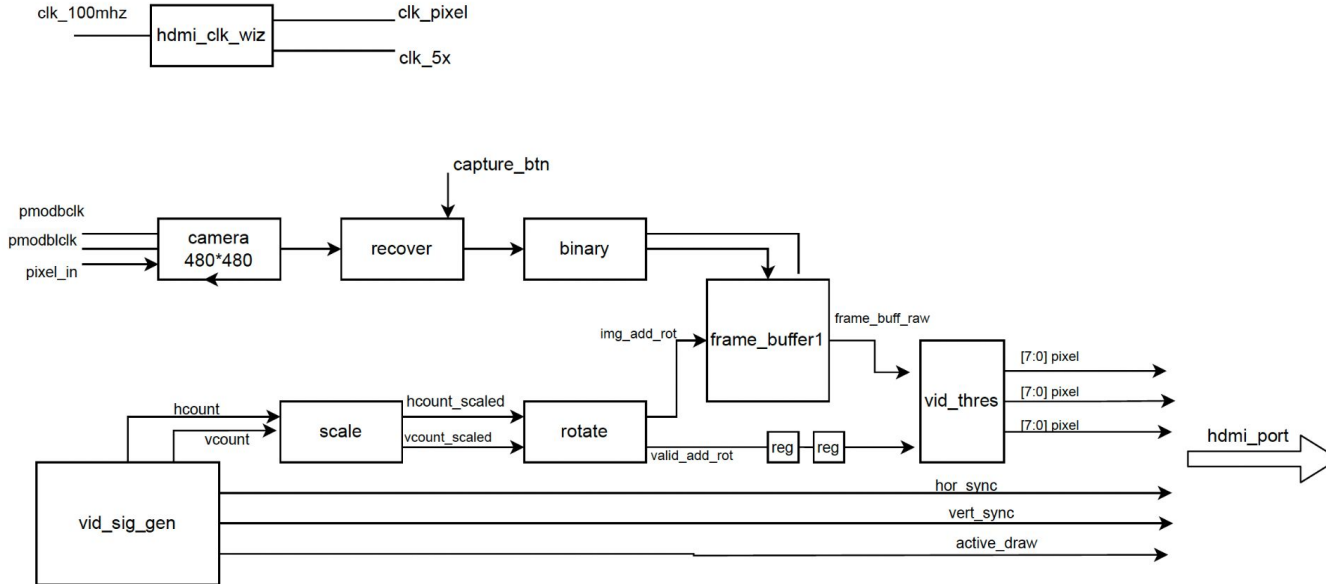 clk_100mhz
hdmi_clk_wiz
clk_pixel
clk_5x
capture_btn
pmodbclk
pmodblclk
pixel_in
camera
480*480
recover
binary
img_add_rot
frame_buffer1
frame_buff_raw
hcount
vcount
scale
hcount_scaled
vcount_scaled
rotate
valid_add_rot
reg
reg
vid_thres
[7:0] pixel
[7:0] pixel
[7:0] pixel
hdmi_port
vid_sig_gen
hor_sync
vert_sync
active_draw